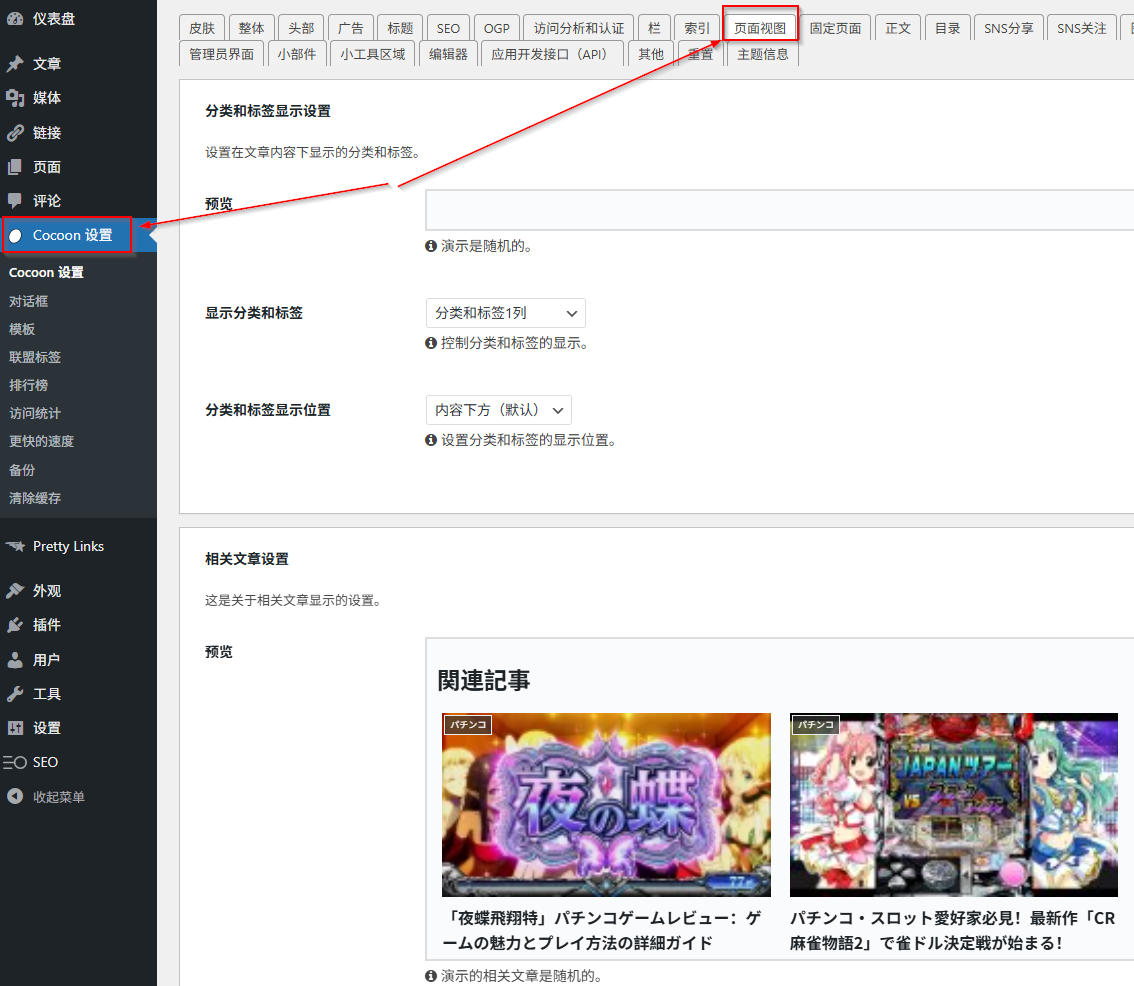 仪表盘
文章
媒体
链接
页面
评论
Cocoon 设置
Cocoon 设置
对话框
模板
联盟标签
排行榜
访问统计
更快的速度
备份
清除缓存
Pretty Links
外观
插件
用户
工具
设置
SEO
收起菜单
皮肤 整体 头部 广告 标题 SEO OGP 访问分析和认证 栏 索引 页面视图 固定页面 正文 目录 SNS分享 SNS关注
管理员界面 小部件 小工具区域 编辑器 应用开发接口（API） 其他 重置 主题信息
分类和标签显示设置
设置在文章内容下显示的分类和标签。
预览
演示是随机的。
显示分类和标签 分类和标签1列
控制分类和标签的显示。
分类和标签显示位置 内容下方（默认）
设置分类和标签的显示位置。
相关文章设置
这是关于相关文章显示的设置。
预览
関連記事
パチンコ
夜の蝶
「夜蝶飛翔特」パチンコゲームレビュー：ゲ
ームの魅力とプレイ方法の詳細ガイド
パチンコ
JAPANツアー
VS
パチンコ・スロット愛好家必見！最新作「CR
麻雀物語2」で雀ドル決定戦が始まる！
演示的相关文章是随机的。